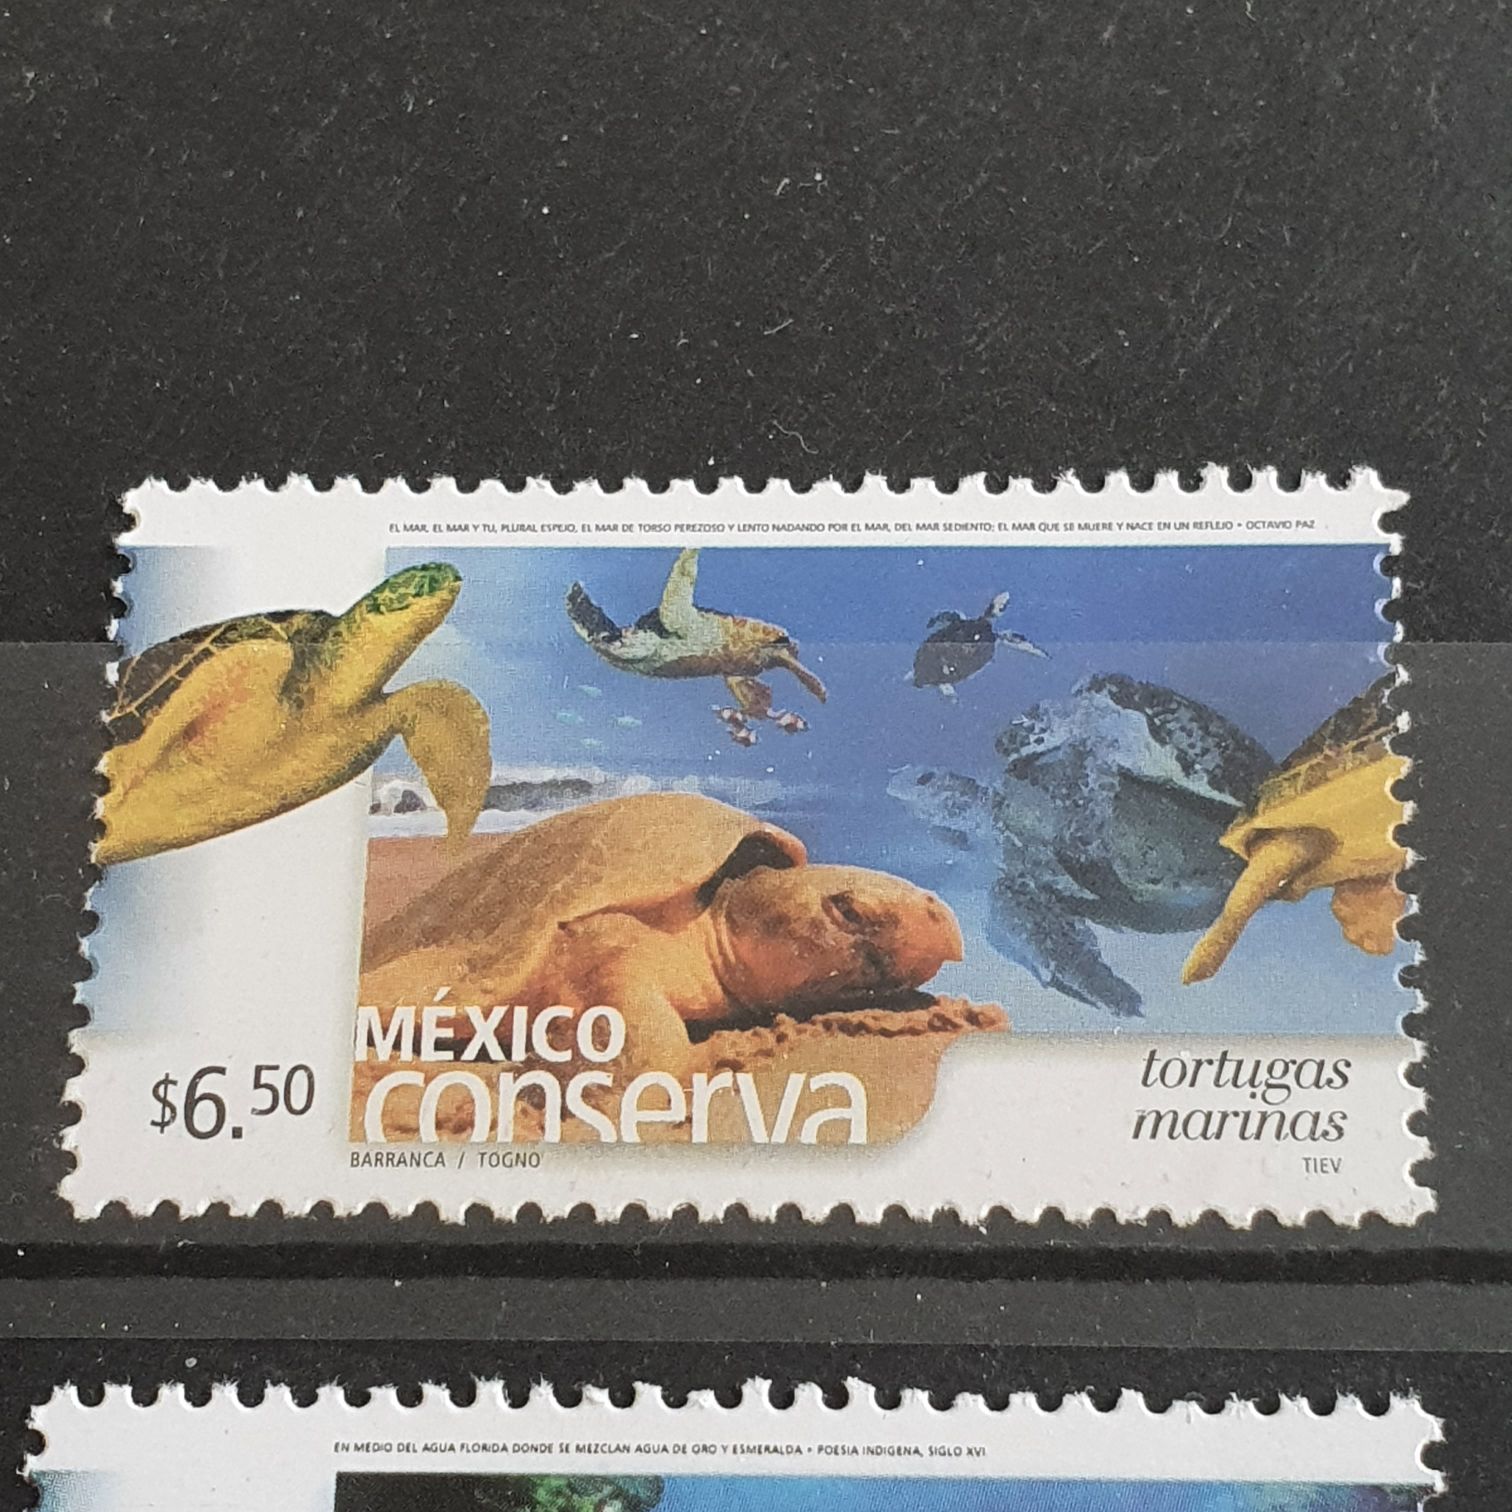 EL MAR, EL MAR Y TU, PLURAL ESPEJO, EL MAR DE TORSO PEREZOSO Y LENTO NADANDO POR EL MAR, DEL MAR SEDIENTO; EL MAR QUE SE MUERE Y NACE EN UN REFLEJO • OCTAVIO PAZ
MÉXICO
conserva
$6.50
tortugas
marinas
BARRANCA / TOGNO
TIEV
EN MEDIO DEL AGUA FLORIDA DONDE SE MEZCLAN AGUA DE ORO Y ESMERALDA • POESIA INDIGENA, SIGLO XVI